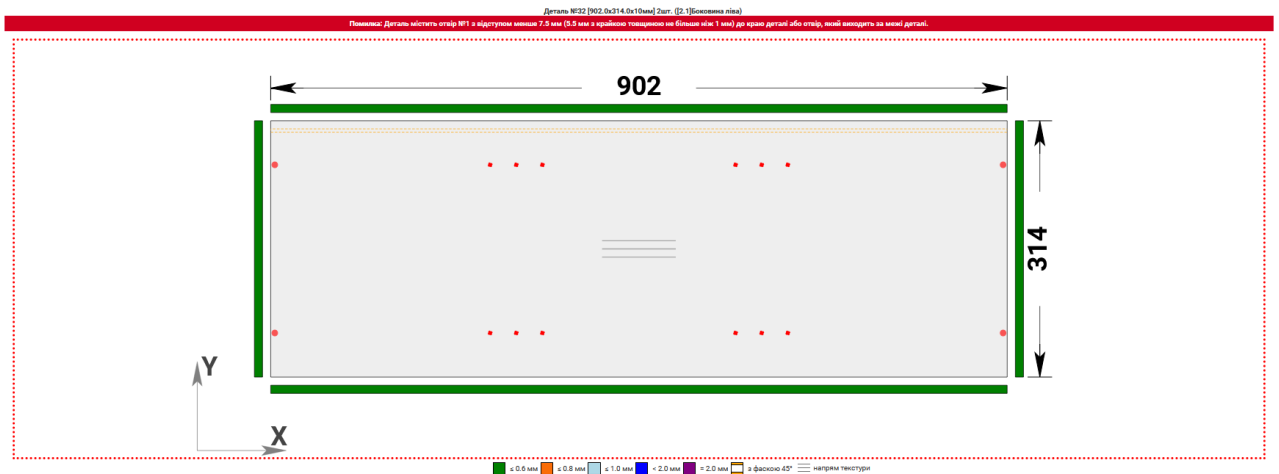 Деталь №32 [902.0x314.0x10мм] 2шт. ([2.1]Боковина ліва)
Помилка: Деталь містить отвір №1 з відступом менше 7.5 мм (5.5 мм з крайкою товщиною не більше ніж 1 мм) до краю деталі або отвір, який виходить за межі деталі.
902
314
Y
X
≤ 0.6 мм ≤ 0.8 мм ≤ 1.0 мм < 2.0 мм = 2.0 мм з фаскою 45° напрям текстури